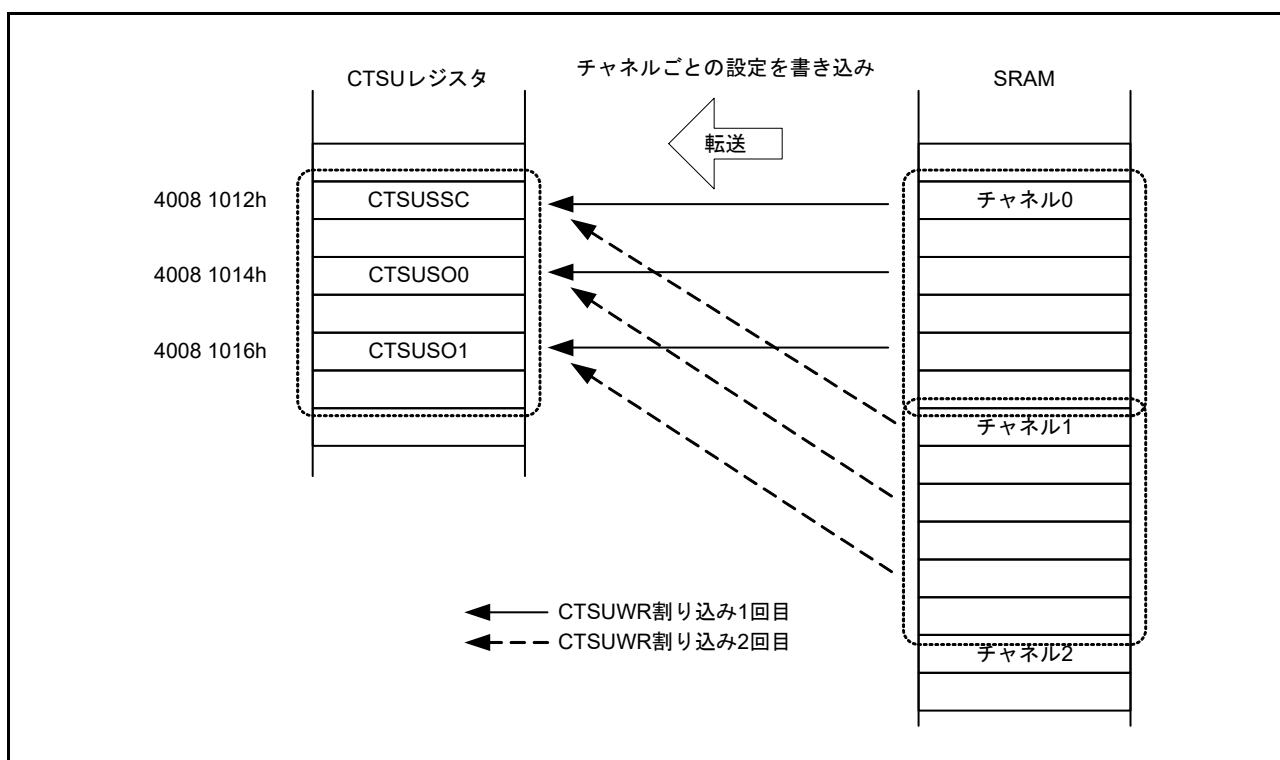 チャネルごとの設定を書き込み
CTSUレジスタ
SRAM
転送
4008 1012h
CTSUSSC
チャネル0
4008 1014h
CTSUSO0
4008 1016h
CTSUSO1
チャネル1
CTSUWR割り込み1回目
CTSUWR割り込み2回目
チャネル2